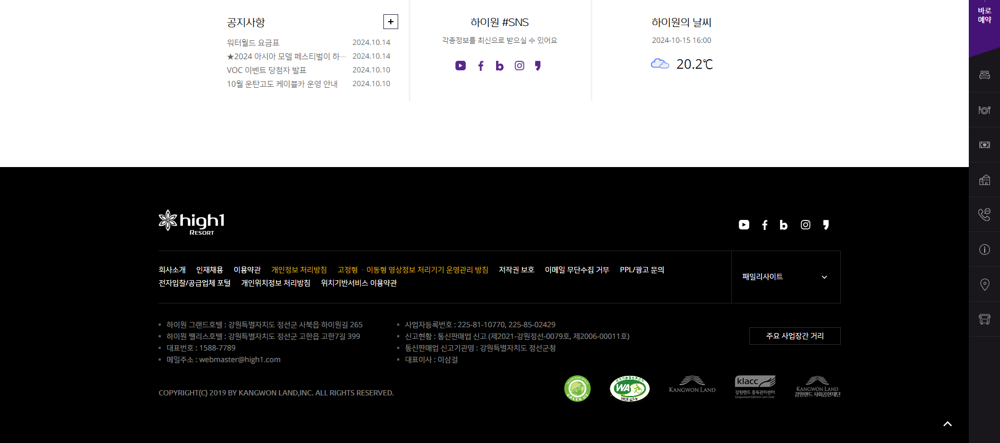 공지사항
워터월드 요금표 2024.10.14
★2024 아시아 모델 페스티벌이 하… 2024.10.14
VOC 이벤트 당첨자 발표 2024.10.10
10월 운탄고도 케이블카 운영 안내 2024.10.10
하이원 #SNS
각종정보를 최신으로 받으실 수 있어요
하이원의 날씨
2024-10-15 16:00
20.2℃
바로
예약
high1
RESORT
회사소개 인재채용 이용약관 개인정보 처리방침 고정형 · 이동형 영상정보 처리기기 운영관리 방침 저작권 보호 이메일 무단수집 거부 PPL/광고 문의
전자입찰/공급업체 포털 개인위치정보 처리방침 위치기반서비스 이용약관
패밀리사이트
하이원 그랜드호텔 : 강원특별자치도 정선군 사북읍 하이원길 265
하이원 팰리스호텔 : 강원특별자치도 정선군 고한읍 고한7길 399
대표번호 : 1588-7789
메일주소 : webmaster@high1.com
사업자등록번호 : 225-81-10770, 225-85-02429
신고현황 : 통신판매업 신고 (제2021-강원정선-0079호, 제2006-00011호)
통신판매업 신고기관명 : 강원특별자치도 정선군청
대표이사 : 이삼걸
주요 사업장간 거리
COPYRIGHT(C) 2019 BY KANGWON LAND,INC. ALL RIGHTS RESERVED.
GREEN US
WA
WEB 접근성
KANGWON LAND
klacc
강원랜드 중독관리센터
Kangwonland Addiction Care Center
KANGWON LAND
강원랜드 사회공헌재단